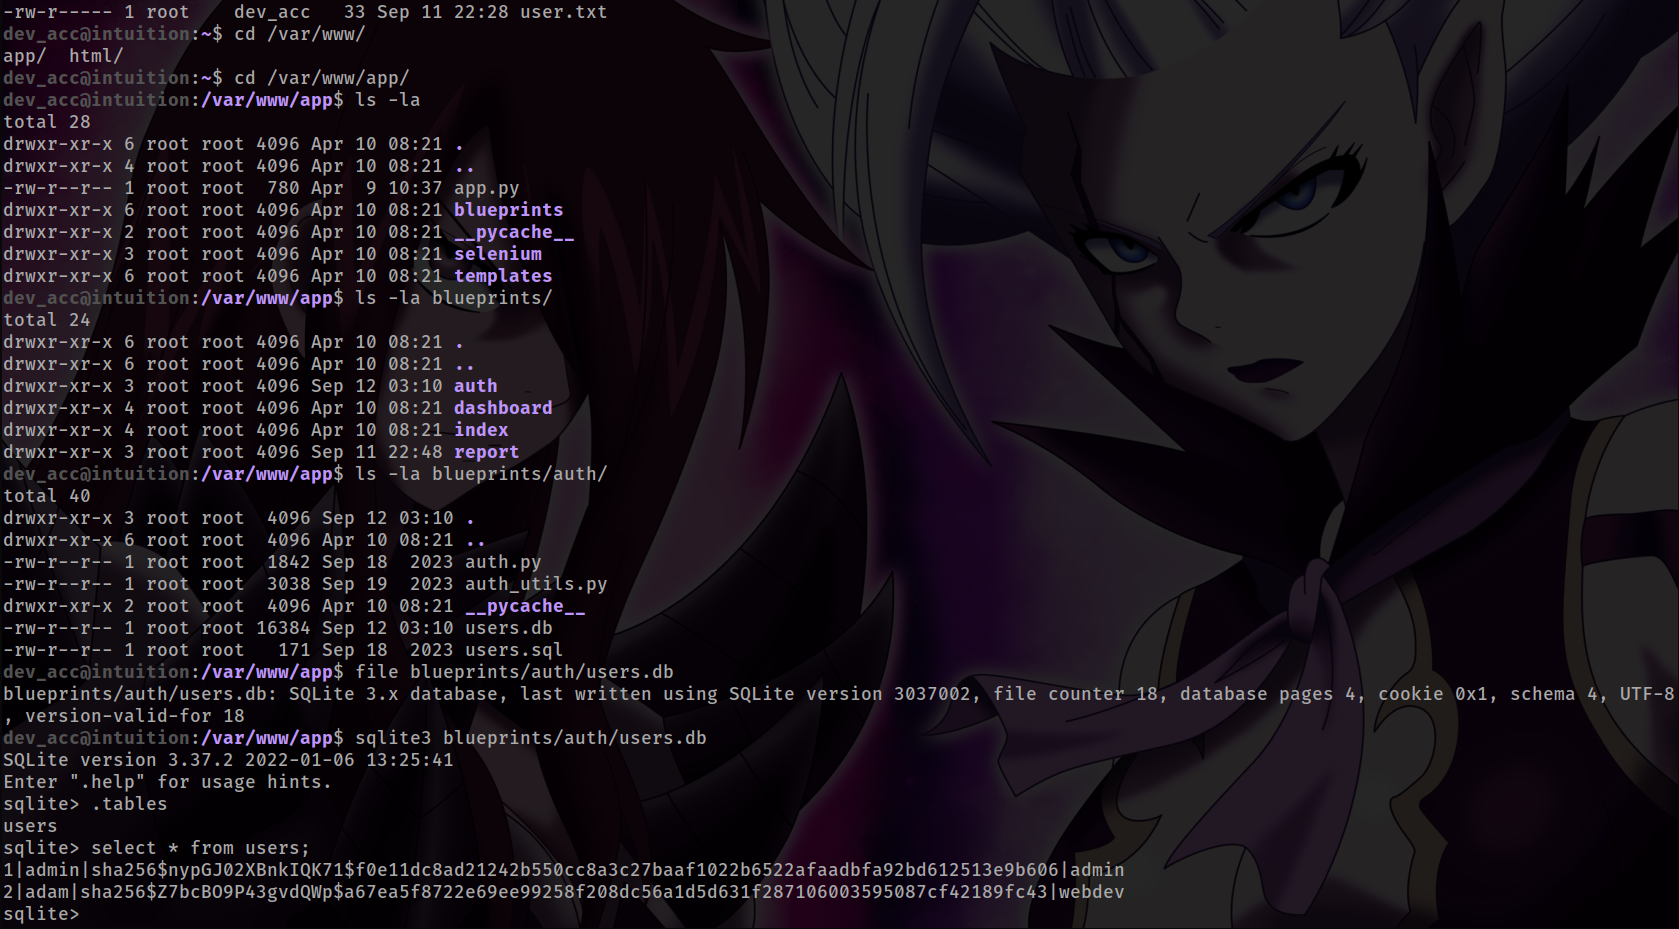 -rw-r----- 1 root    dev_acc   33 Sep 11 22:28 user.txt
dev_acc@intuition:~$ cd /var/www/
app/  html/
dev_acc@intuition:~$ cd /var/www/app/
dev_acc@intuition:/var/www/app$ ls -la
total 28
drwxr-xr-x 6 root root 4096 Apr 10 08:21 .
drwxr-xr-x 4 root root 4096 Apr 10 08:21 ..
-rw-r--r-- 1 root root  780 Apr  9 10:37 app.py
drwxr-xr-x 6 root root 4096 Apr 10 08:21 blueprints
drwxr-xr-x 2 root root 4096 Apr 10 08:21 __pycache__
drwxr-xr-x 3 root root 4096 Apr 10 08:21 selenium
drwxr-xr-x 6 root root 4096 Apr 10 08:21 templates
dev_acc@intuition:/var/www/app$ ls -la blueprints/
total 24
drwxr-xr-x 6 root root 4096 Apr 10 08:21 .
drwxr-xr-x 6 root root 4096 Apr 10 08:21 ..
drwxr-xr-x 3 root root 4096 Sep 12 03:10 auth
drwxr-xr-x 4 root root 4096 Apr 10 08:21 dashboard
drwxr-xr-x 4 root root 4096 Apr 10 08:21 index
drwxr-xr-x 3 root root 4096 Sep 11 22:48 report
dev_acc@intuition:/var/www/app$ ls -la blueprints/auth/
total 40
drwxr-xr-x 3 root root  4096 Sep 12 03:10 .
drwxr-xr-x 6 root root  4096 Apr 10 08:21 ..
-rw-r--r-- 1 root root  1842 Sep 18  2023 auth.py
-rw-r--r-- 1 root root  3038 Sep 19  2023 auth_utils.py
drwxr-xr-x 2 root root  4096 Apr 10 08:21 __pycache__
-rw-r--r-- 1 root root 16384 Sep 12 03:10 users.db
-rw-r--r-- 1 root root   171 Sep 18  2023 users.sql
dev_acc@intuition:/var/www/app$ file blueprints/auth/users.db
blueprints/auth/users.db: SQLite 3.x database, last written using SQLite version 3037002, file counter 18, database pages 4, cookie 0x1, schema 4, UTF-8
, version-valid-for 18
dev_acc@intuition:/var/www/app$ sqlite3 blueprints/auth/users.db
SQLite version 3.37.2 2022-01-06 13:25:41
Enter ".help" for usage hints.
sqlite> .tables
users
sqlite> select * from users;
1|admin|sha256$nypGJ02XBnkIQK71$f0e11dc8ad21242b550cc8a3c27baaf1022b6522afaadbfa92bd612513e9b606|admin
2|adam|sha256$Z7bcBO9P43gvdQWp$a67ea5f8722e69ee99258f208dc56a1d5d631f287106003595087cf42189fc43|webdev
sqlite>